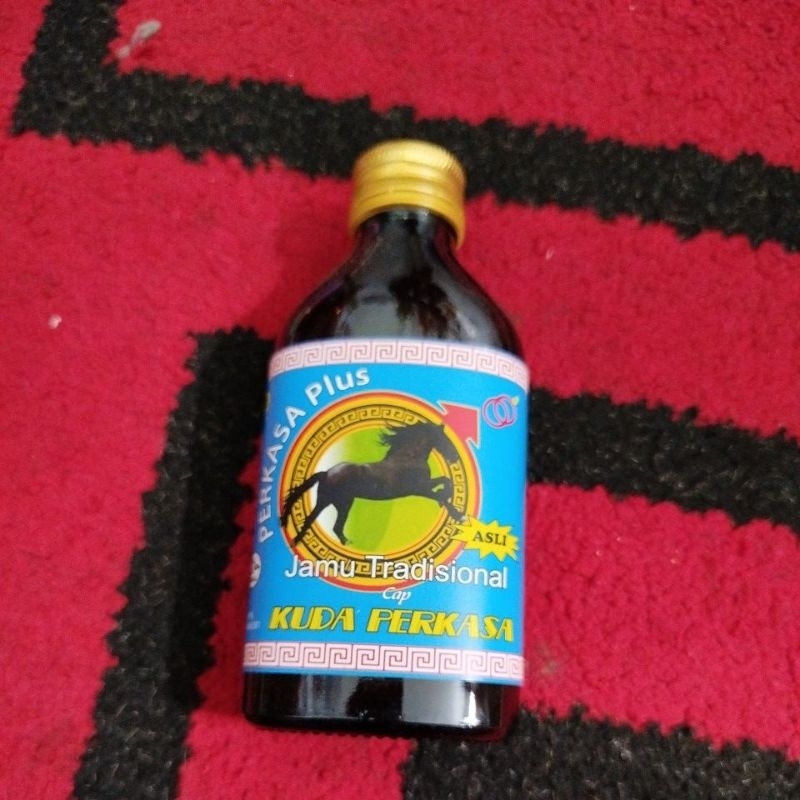 PERKASA Plus
ASLI
Jamu Tradisional
Cap
KUDA PERKASA